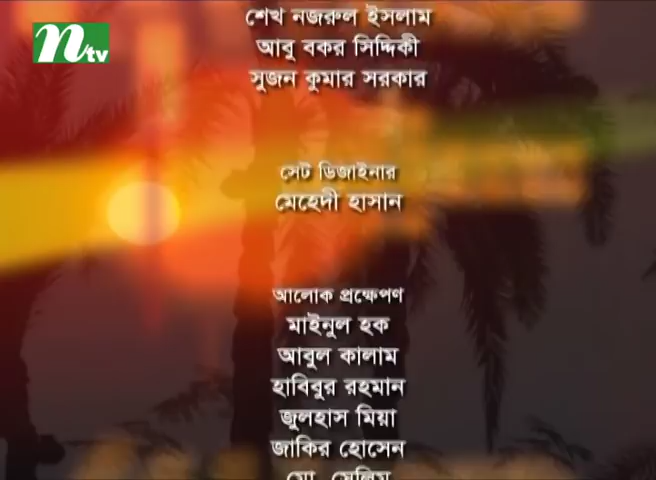 ntv
শেখ নজরুল ইসলাম
আবু বকর সিদ্দিকী
সুজন কুমার সরকার
সেট ডিজাইনার
মেহেদী হাসান
আলোক প্রক্ষেপণ
মাইনুল হক
আবুল কালাম
হাবিবুর রহমান
জুলহাস মিয়া
জাকির হোসেন
মো. সেলিম